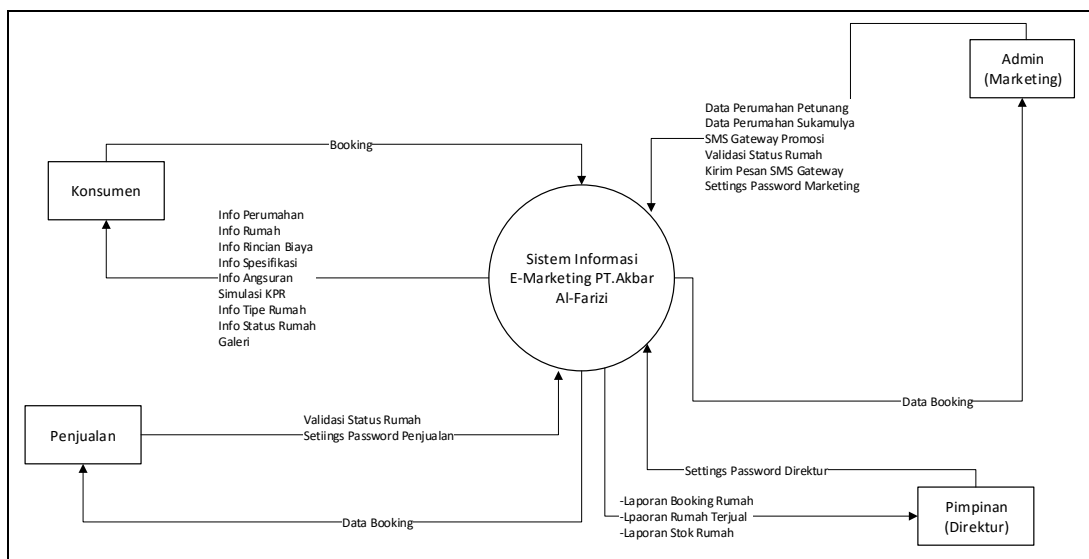 Admin
(Marketing)
Data Perumahan Petunang
Data Perumahan Sukamulya
SMS Gateway Promosi
Validasi Status Rumah
Kirim Pesan SMS Gateway
Settings Password Marketing
Booking
Konsumen
Info Perumahan
Info Rumah
Info Rincian Biaya
Info Spesifikasi
Info Angsuran
Simulasi KPR
Info Tipe Rumah
Info Status Rumah
Galeri
Sistem Informasi
E-Marketing PT.Akbar
Al-Farizi
Data Booking
Penjualan
Validasi Status Rumah
Setiings Password Penjualan
Data Booking
Settings Password Direktur
-Laporan Booking Rumah
-Lpaoran Rumah Terjual
-Laporan Stok Rumah
Pimpinan
(Direktur)